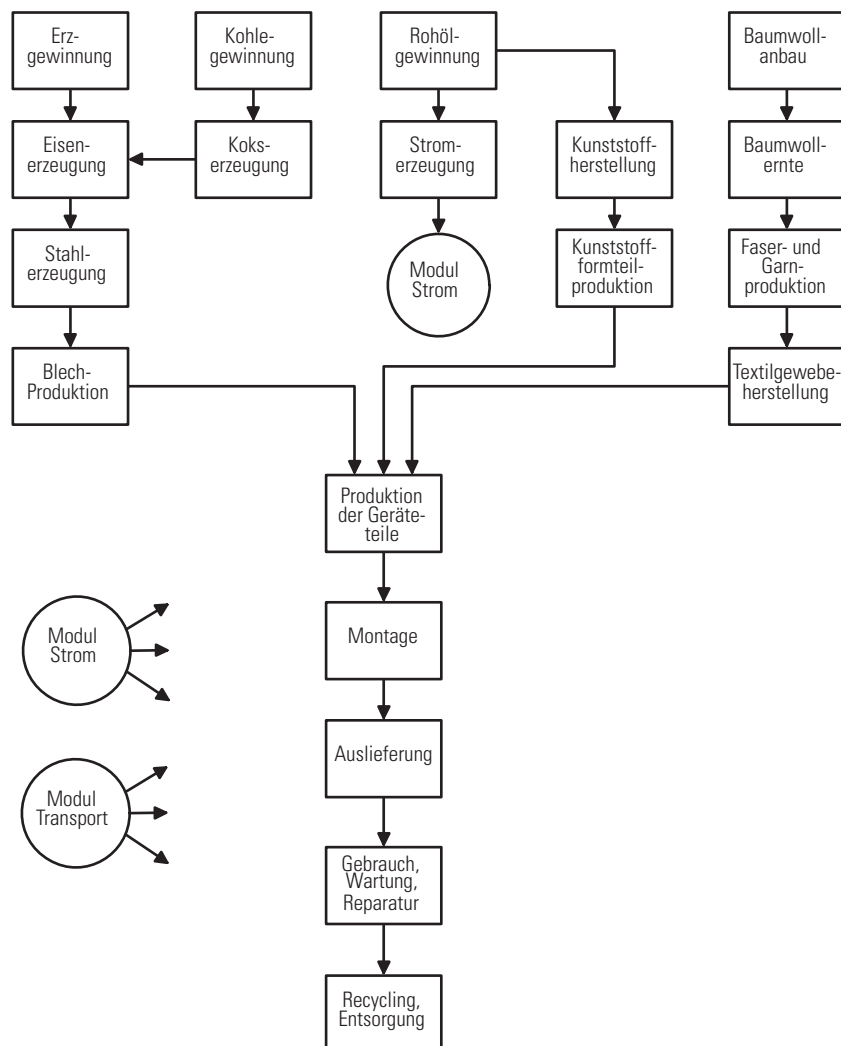 Erz-
gewinnung
Kohle-
gewinnung
Rohöl-
gewinnung
Baumwoll-
anbau
Eisen-
erzeugung
Koks-
erzeugung
Strom-
erzeugung
Kunststoff-
herstellung
Baumwoll-
ernte
Stahl-
erzeugung
Modul
Strom
Kunststoff-
formteil-
produktion
Faser- und
Garn-
produktion
Blech-
Produktion
Textilgewebe-
herstellung
Produktion
der Geräte-
teile
Modul
Strom
Montage
Auslieferung
Modul
Transport
Gebrauch,
Wartung,
Reparatur
Recycling,
Entsorgung